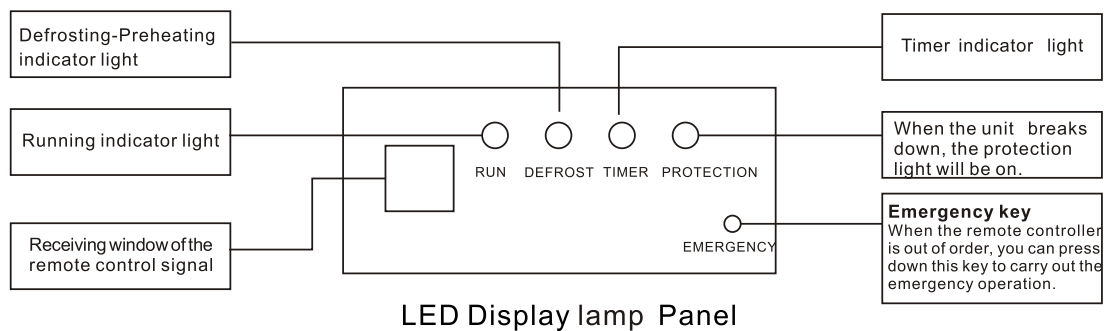 Defrosting-Preheating
indicator light
Timer indicator light
Running indicator light
When the unit breaks
down, the protection
light will be on.
RUN DEFROST TIMER PROTECTION
Receiving window of the
remote control signal
EMERGENCY
Emergency key
When the remote controller
is out of order, you can press
down this key to carry out the
emergency operation.
LED Display lamp Panel